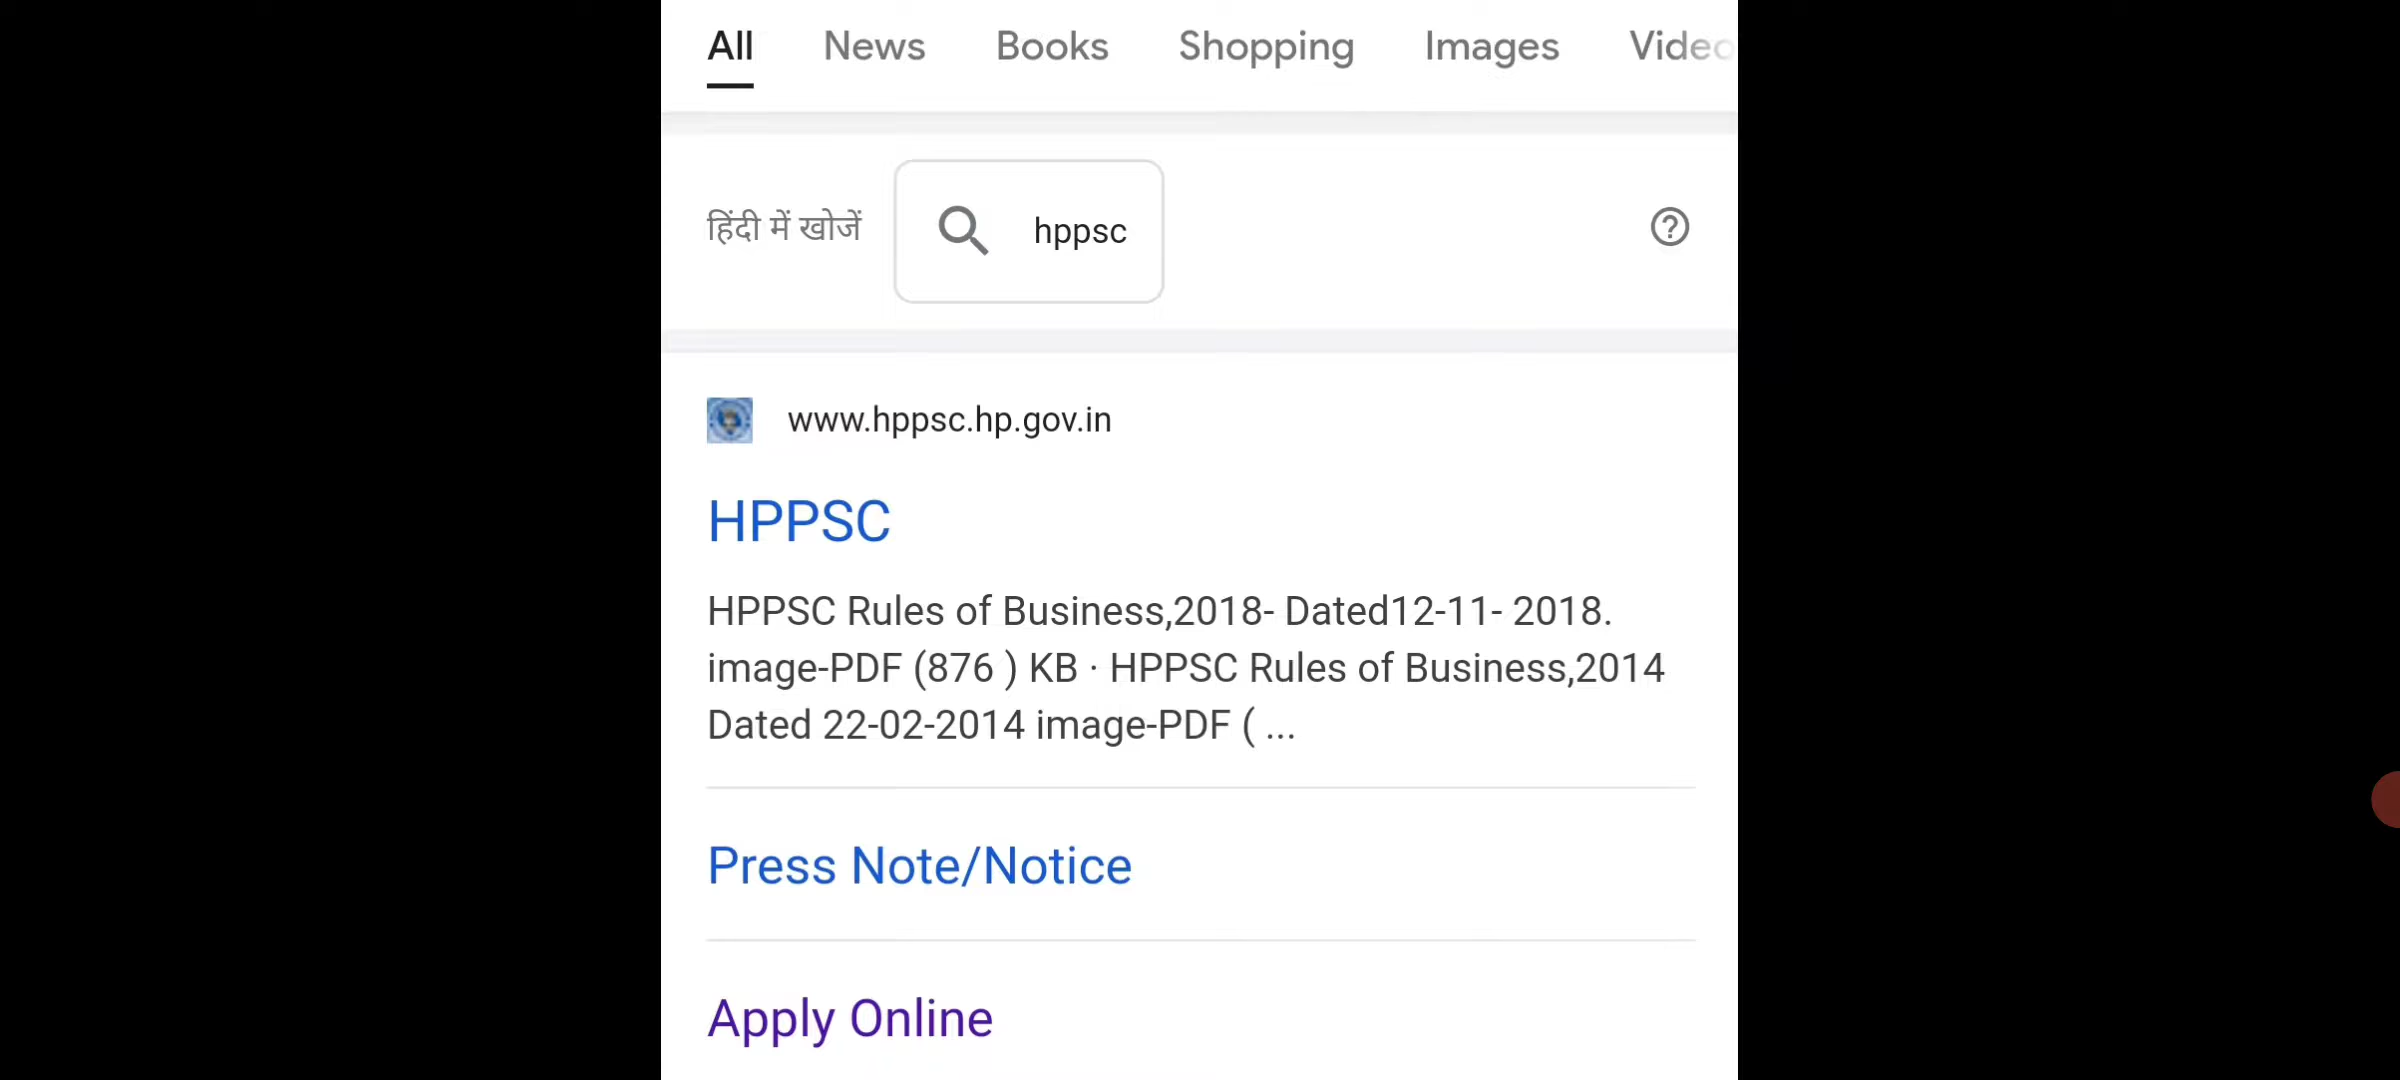 All News Books Shopping Images Video
हिंदी में खोजें hppsc
www.hppsc.hp.gov.in
HPPSC
HPPSC Rules of Business,2018- Dated12-11- 2018.
image-PDF (876 ) KB · HPPSC Rules of Business,2014
Dated 22-02-2014 image-PDF ( ...
Press Note/Notice
Apply Online